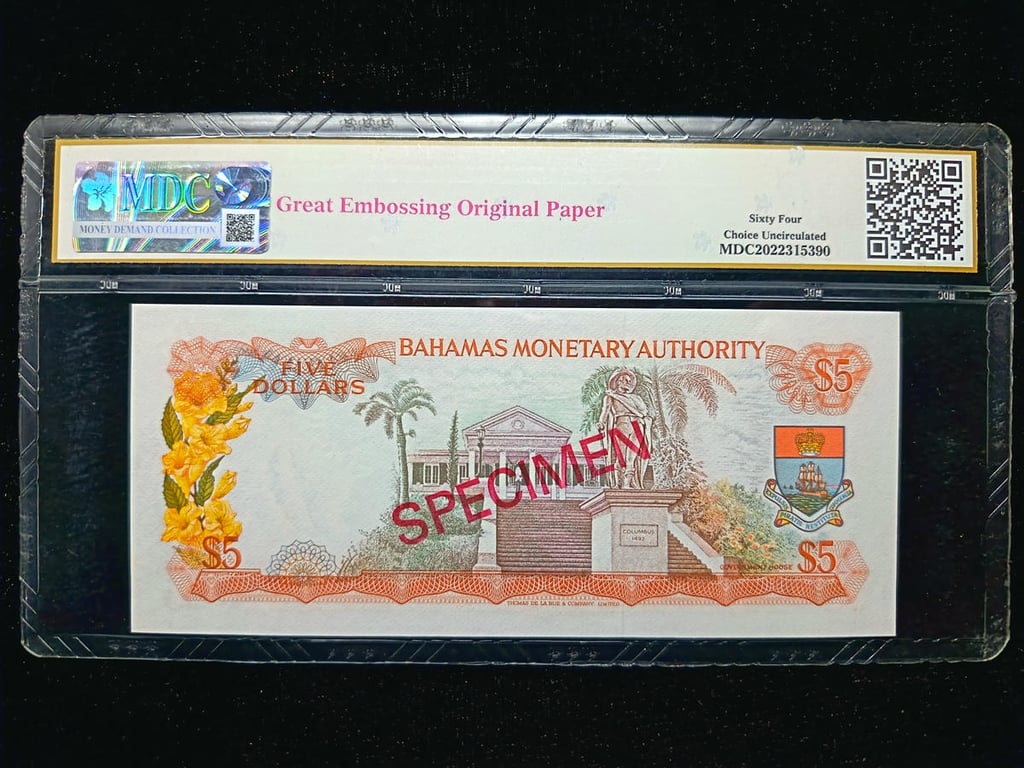 MDC
MONEY DEMAND COLLECTION
Great Embossing Original Paper
Sixty Four
Choice Uncirculated
MDC2022315390
BAHAMAS MONETARY AUTHORITY
FIVE
DOLLARS
$5
SPECIMEN
COLUMBUS
1492
$5
GOVERNMENT HOUSE
$5
THOMAS DE LA RUE & COMPANY, LIMITED